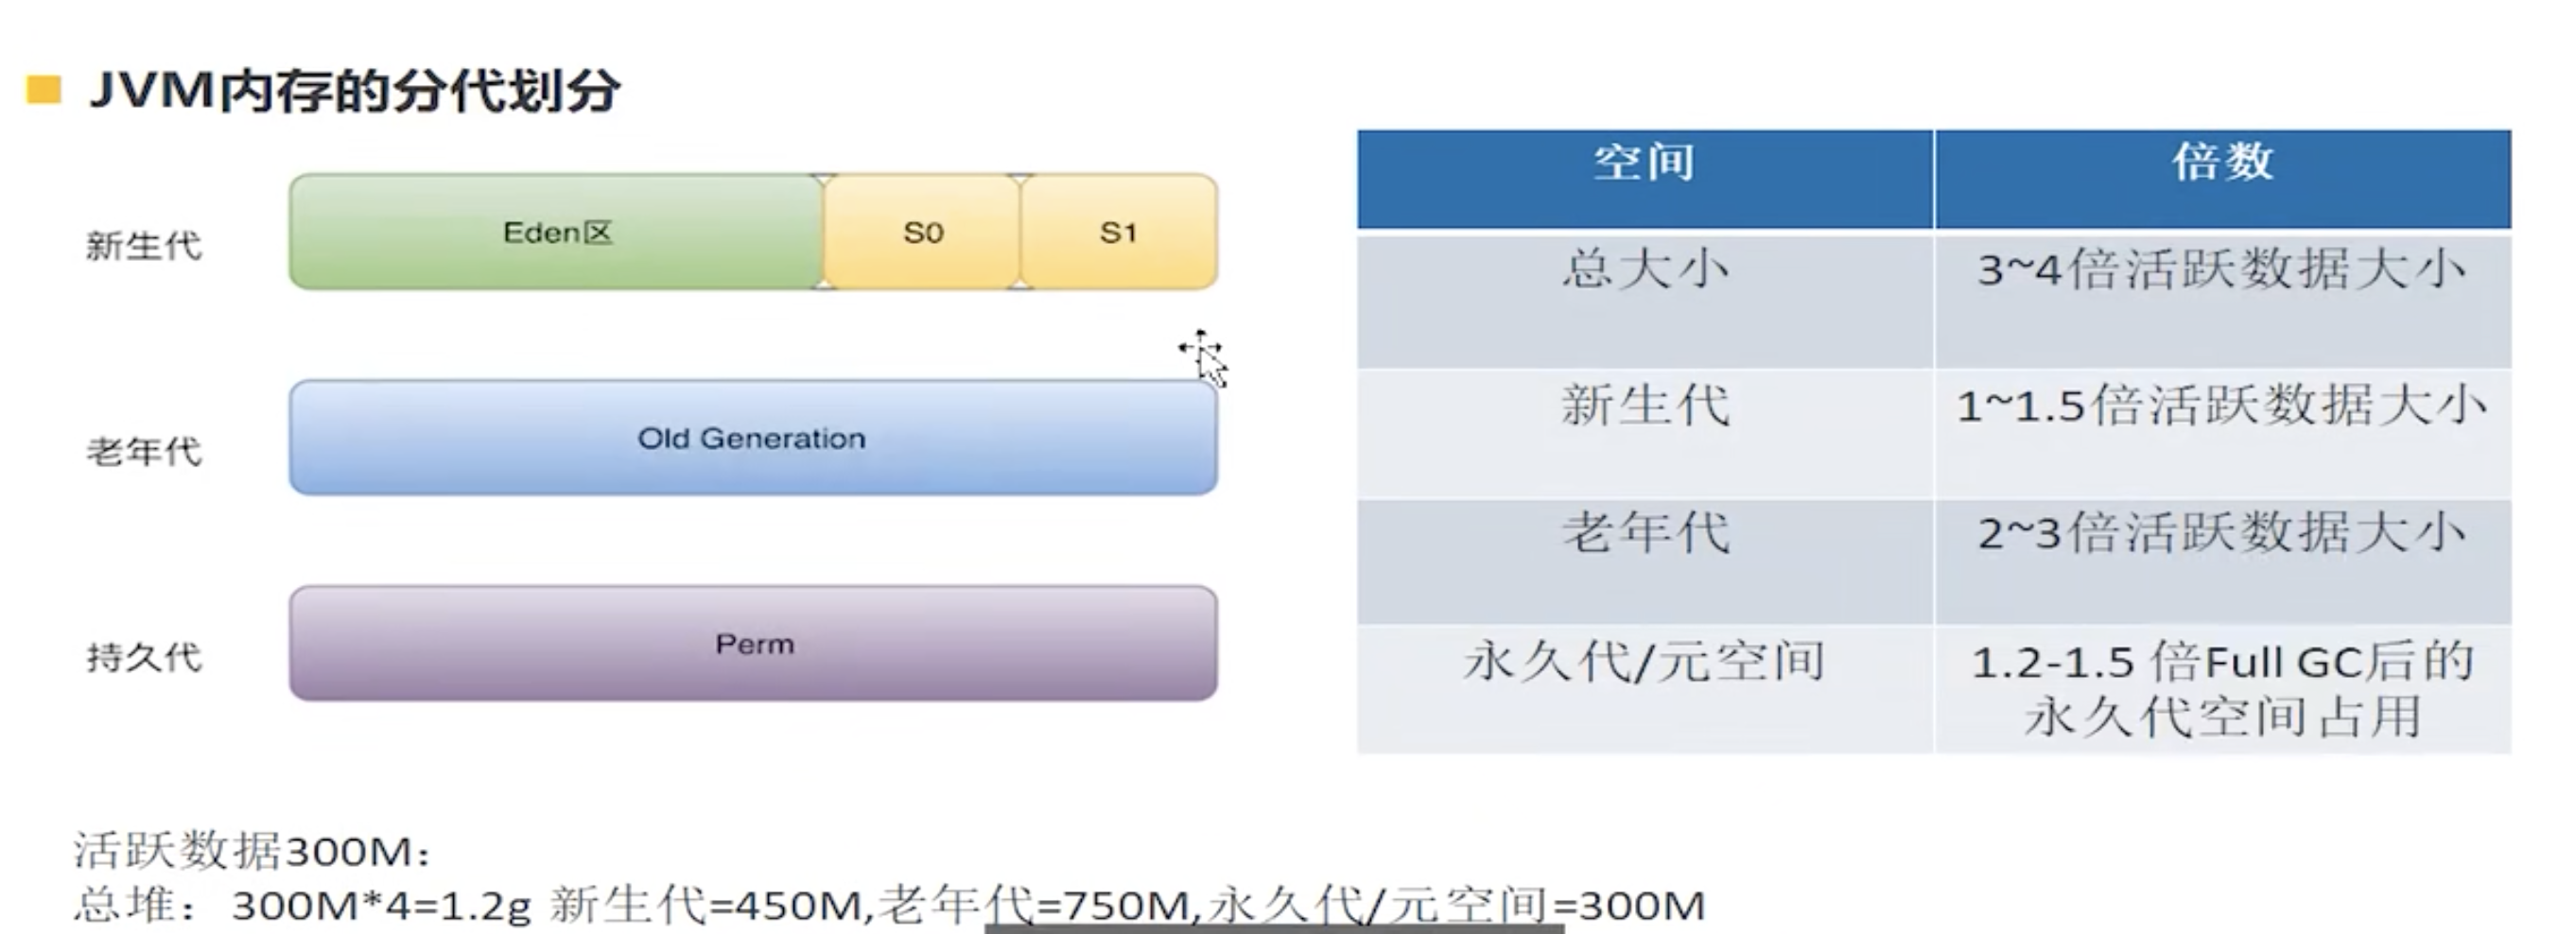 JVM内存的分代划分
新生代
Eden区
S0
S1
老年代
Old Generation
持久代
Perm
空间
倍数
总大小
3~4倍活跃数据大小
新生代
1~1.5倍活跃数据大小
老年代
2~3倍活跃数据大小
永久代/元空间
1.2-1.5 倍Full GC后的
永久代空间占用
活跃数据300M：
总堆：300M*4=1.2g 新生代=450M,老年代=750M,永久代/元空间=300M